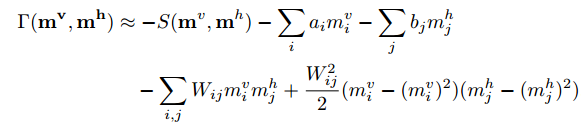 Γ(𝐦^𝐯, 𝐦^𝐡) ≈ −S(𝐦^v, 𝐦^h) − ∑_i a_i m_i^v − ∑_j b_j m_j^h
− ∑_{i,j} W_{ij} m_i^v m_j^h + W_{ij}^2/2 (m_i^v − (m_i^v)^2)(m_j^h − (m_j^h)^2)